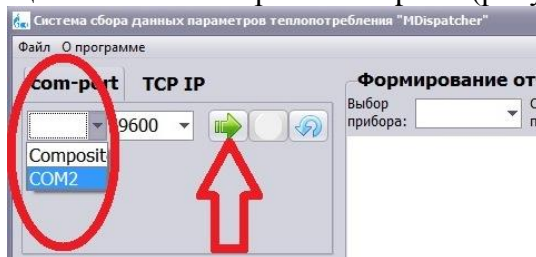 Система сбора данных параметров теплопотребления "MDispatcher"
Файл О программе
com-port TCP IP
Формирование от
Выбор прибора:
9600
Composit
COM2